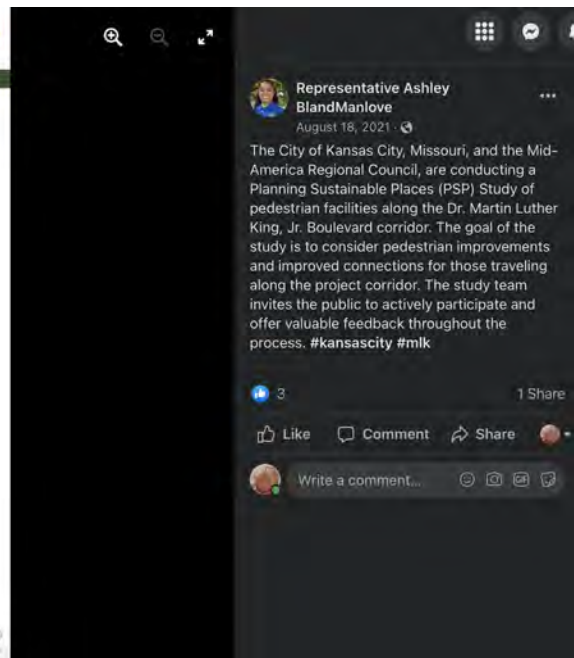 Representative Ashley
BlandManlove
August 18, 2021 ·
The City of Kansas City, Missouri, and the Mid-
America Regional Council, are conducting a
Planning Sustainable Places (PSP) Study of
pedestrian facilities along the Dr. Martin Luther
King, Jr. Boulevard corridor. The goal of the
study is to consider pedestrian improvements
and improved connections for those traveling
along the project corridor. The study team
invites the public to actively participate and
offer valuable feedback throughout the
process. #kansascity #mlk
3 1 Share
Like Comment Share
Write a comment... GIF